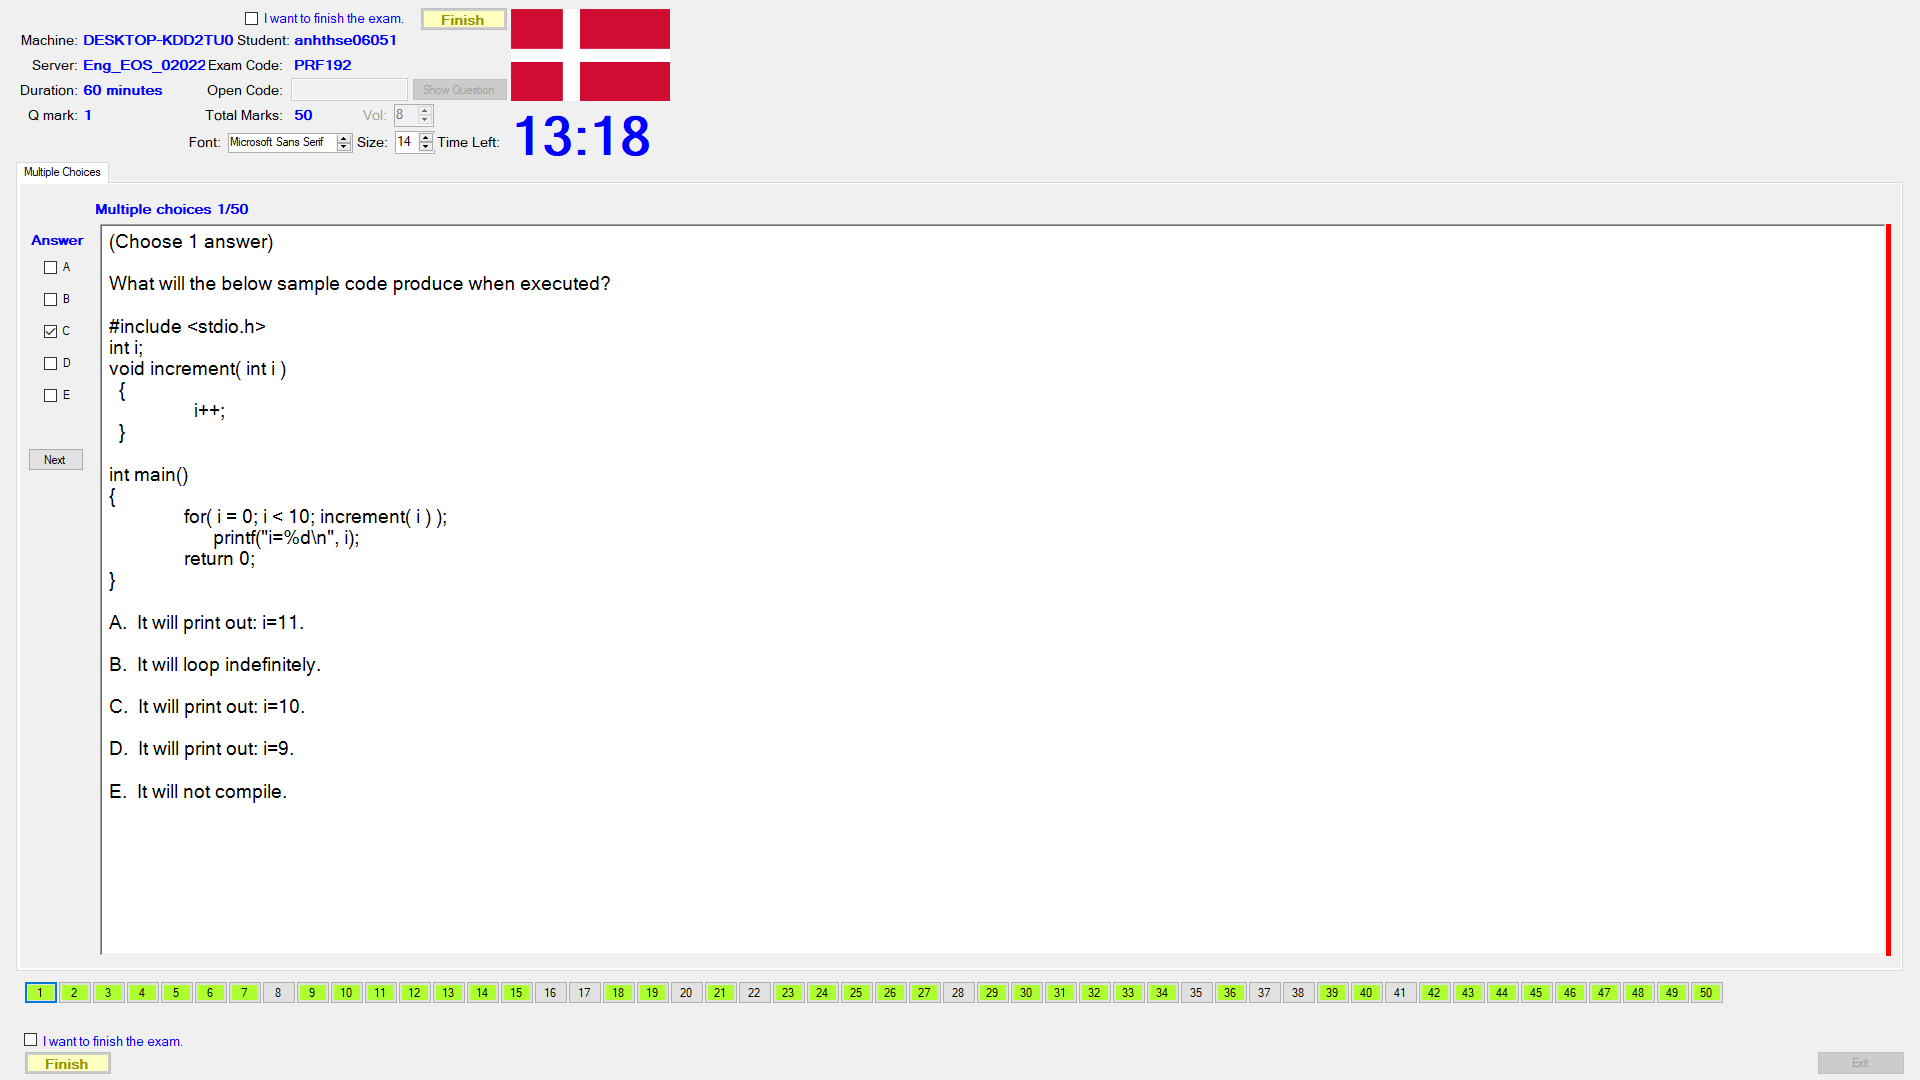 I want to finish the exam.
Finish
Machine: DESKTOP-KDD2TU0 Student: anhthse06051
Server: Eng_EOS_02022 Exam Code: PRF192
Duration: 60 minutes Open Code: Show Question
Q mark: 1 Total Marks: 50 Vol: 8
Font: Microsoft Sans Serif Size: 14 Time Left: 13:18
Multiple Choices
Multiple choices 1/50
Answer
A
B
C
D
E
Next
(Choose 1 answer)
What will the below sample code produce when executed?
#include <stdio.h>
int i;
void increment( int i )
{
i++;
}
int main()
{
for( i = 0; i < 10; increment( i ) );
printf("i=%d\n", i);
return 0;
}
A. It will print out: i=11.
B. It will loop indefinitely.
C. It will print out: i=10.
D. It will print out: i=9.
E. It will not compile.
1 2 3 4 5 6 7 8 9 10 11 12 13 14 15 16 17 18 19 20 21 22 23 24 25 26 27 28 29 30 31 32 33 34 35 36 37 38 39 40 41 42 43 44 45 46 47 48 49 50
I want to finish the exam.
Finish
Exit